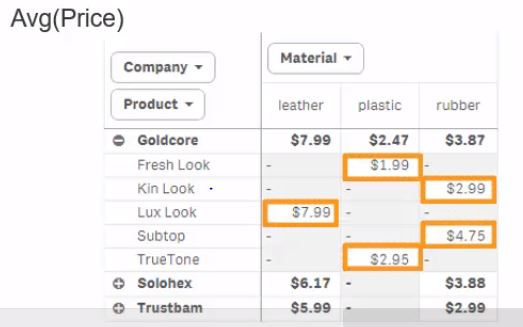 Avg(Price)
Company Material
Product leather plastic rubber
Goldcore $7.99 $2.47 $3.87
Fresh Look - $1.99 -
Kin Look - - $2.99
Lux Look $7.99 - -
Subtop - - $4.75
TrueTone - $2.95 -
Solohex $6.17 - $3.88
Trustbam $5.99 - $2.99